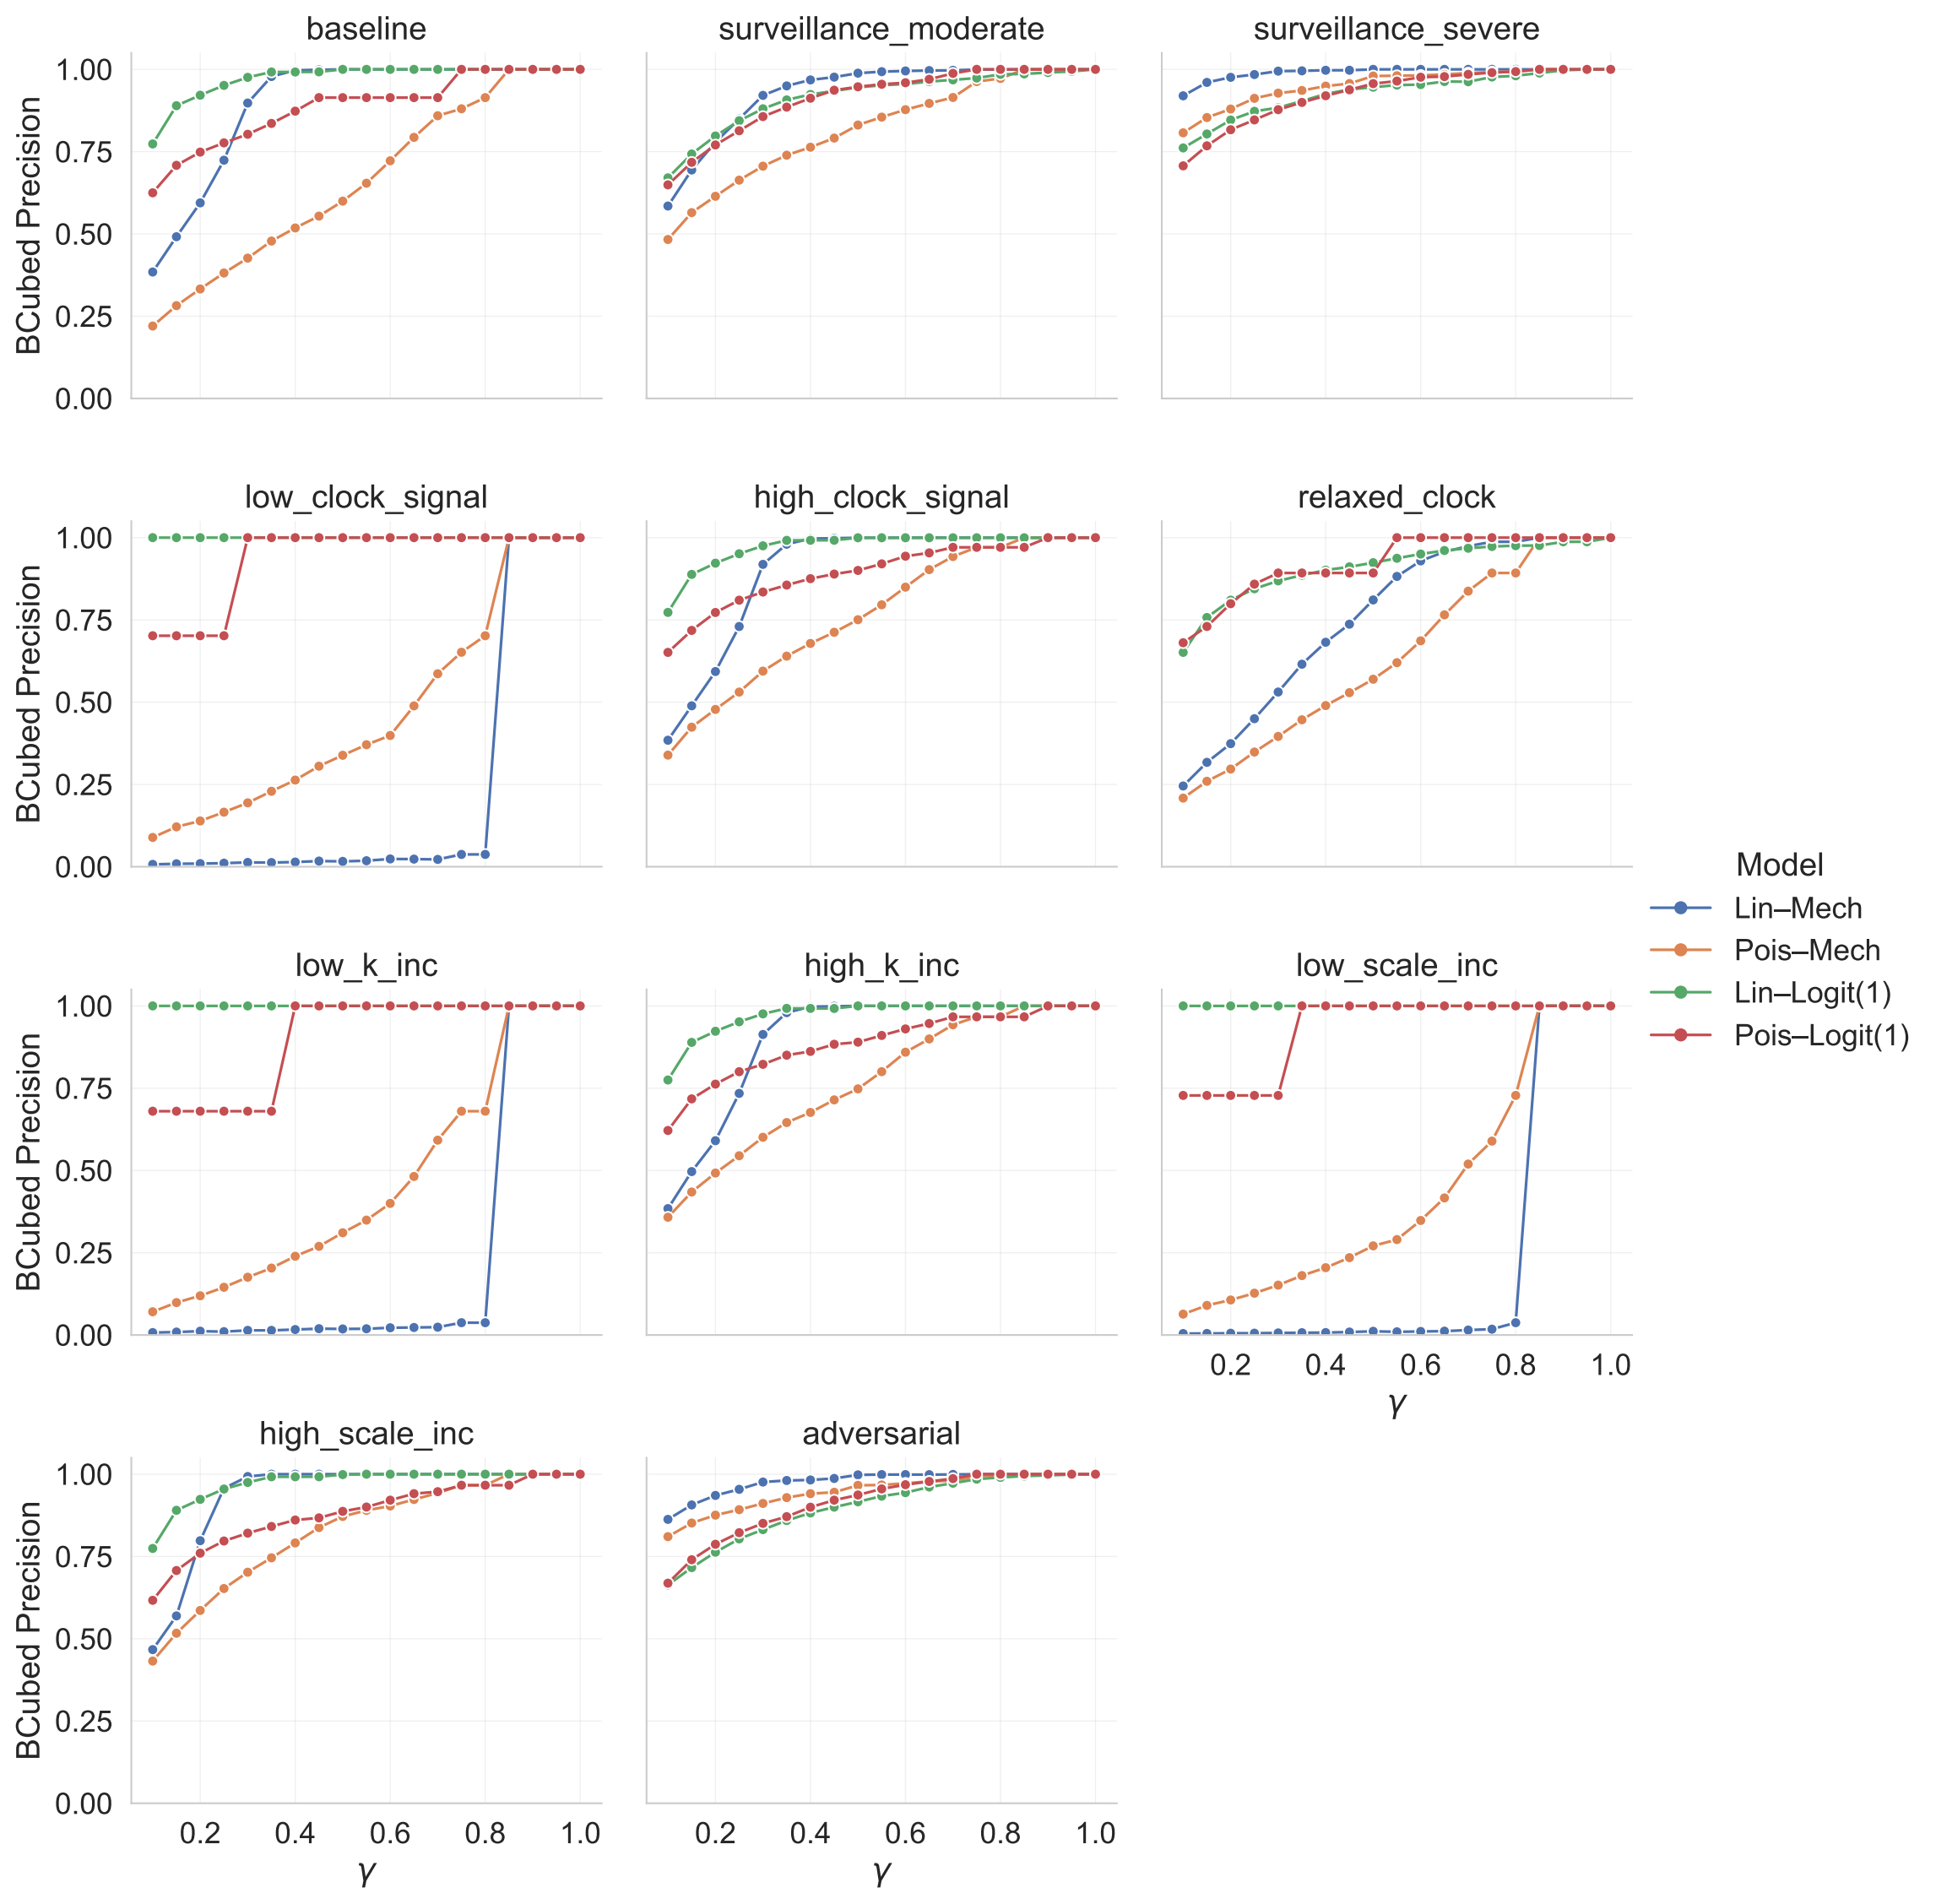 baseline
surveillance_moderate
surveillance_severe
BCubed Precision
1.00
0.75
0.50
0.25
0.00
low_clock_signal
high_clock_signal
relaxed_clock
BCubed Precision
1.00
0.75
0.50
0.25
0.00
Model
Lin–Mech
Pois–Mech
Lin–Logit(1)
Pois–Logit(1)
low_k_inc
high_k_inc
low_scale_inc
BCubed Precision
1.00
0.75
0.50
0.25
0.00
0.2 0.4 0.6 0.8 1.0
γ
high_scale_inc
adversarial
BCubed Precision
1.00
0.75
0.50
0.25
0.00
0.2 0.4 0.6 0.8 1.0
γ
0.2 0.4 0.6 0.8 1.0
γ